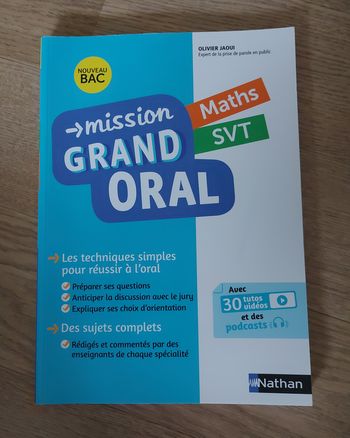 OLIVIER JAOUI
Expert de la prise de parole en public
NOUVEAU
BAC
mission
GRAND
ORAL
Maths
SVT
Les techniques simples
pour réussir à l'oral
Préparer ses questions
Anticiper la discussion avec le jury
Expliquer ses choix d'orientation
Des sujets complets
Rédigés et commentés par des
enseignants de chaque spécialité
Avec
30 tutos
vidéos
et des
podcasts
Nathan